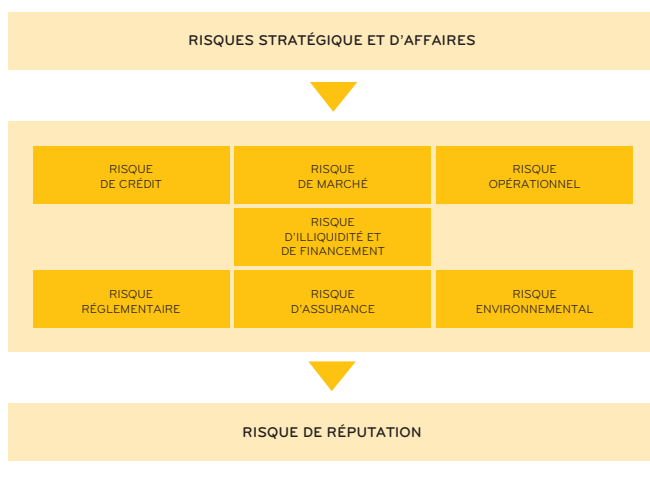 RISQUES STRATÉGIQUE ET D'AFFAIRES
RISQUE
DE CRÉDIT
RISQUE
DE MARCHÉ
RISQUE
OPÉRATIONNEL
RISQUE
D'ILLIQUIDITÉ ET
DE FINANCEMENT
RISQUE
RÉGLEMENTAIRE
RISQUE
D'ASSURANCE
RISQUE
ENVIRONNEMENTAL
RISQUE DE RÉPUTATION